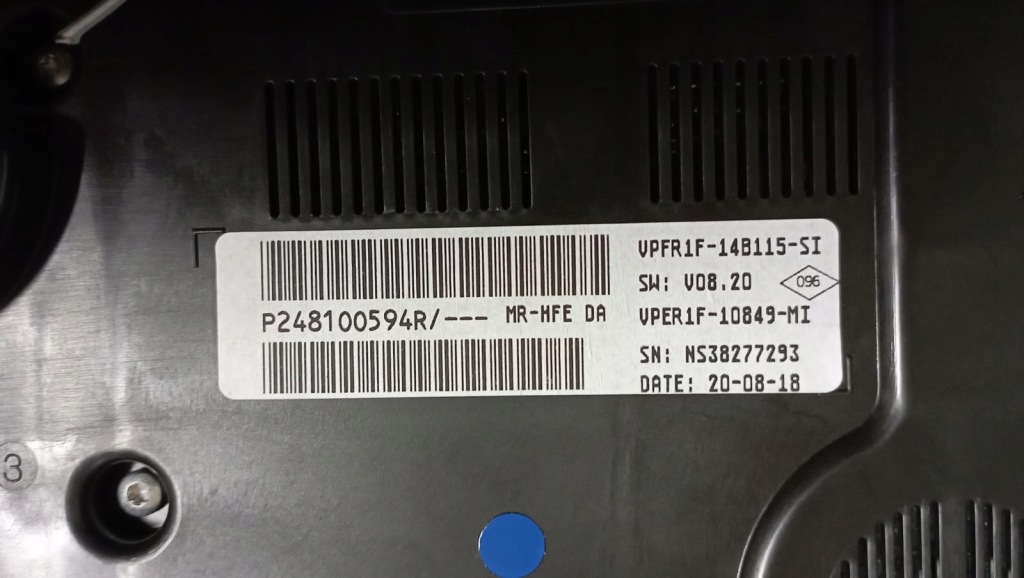 VPFR1F-14B115-SI
SW: V08.20
096
P248100594R/--- MR-HFE DA
VPER1F-10849-MI
SN: NS38277293
DATE: 20-08-18
3